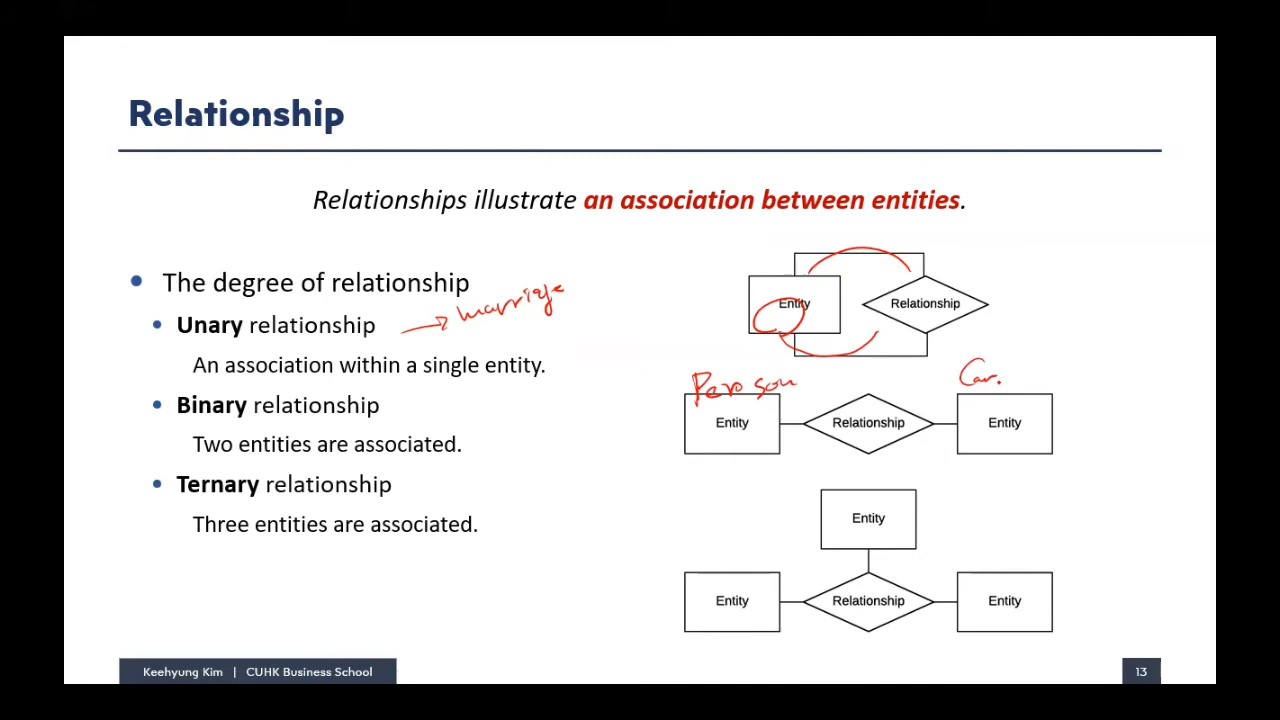 Relationship
Relationships illustrate an association between entities.
• The degree of relationship
• Unary relationship → marriage
An association within a single entity.
• Binary relationship
Two entities are associated.
• Ternary relationship
Three entities are associated.
Entity Relationship
Person Car.
Entity Relationship Entity
Entity
Entity Relationship Entity
Keehyung Kim | CUHK Business School
13